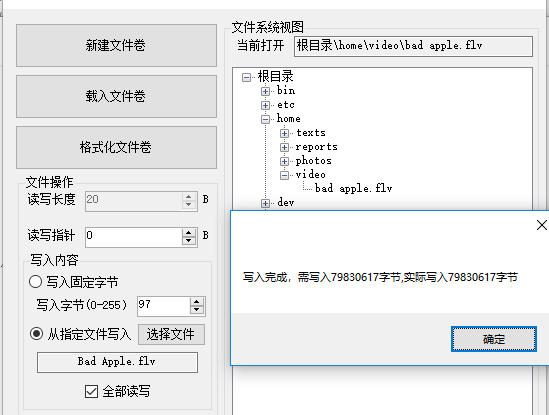 新建文件卷
载入文件卷
格式化文件卷
文件操作
读写长度 20 B
读写指针 0 B
写入内容
写入固定字节
写入字节(0-255) 97
从指定文件写入 选择文件
Bad Apple.flv
全部读写
文件系统视图
当前打开 根目录\home\video\bad apple.flv
根目录
bin
etc
home
texts
reports
photos
video
bad apple.flv
dev
写入完成，需写入79830617字节,实际写入79830617字节
确定